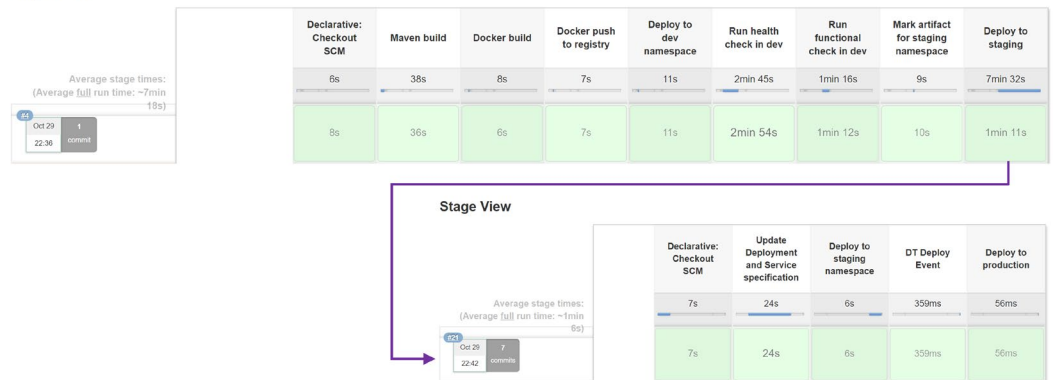 Declarative: Checkout SCM
Maven build
Docker build
Docker push to registry
Deploy to dev namespace
Run health check in dev
Run functional check in dev
Mark artifact for staging namespace
Deploy to staging
Average stage times:
(Average full run time: ~7min 18s)
6s
38s
8s
7s
11s
2min 45s
1min 16s
9s
7min 32s
#4
Oct 29
22:36
1
commit
8s
36s
6s
7s
11s
2min 54s
1min 12s
10s
1min 11s
Stage View
Declarative: Checkout SCM
Update Deployment and Service specification
Deploy to staging namespace
DT Deploy Event
Deploy to production
Average stage times:
(Average full run time: ~1min 6s)
7s
24s
6s
359ms
56ms
#21
Oct 29
22:42
7
commits
7s
24s
6s
359ms
56ms